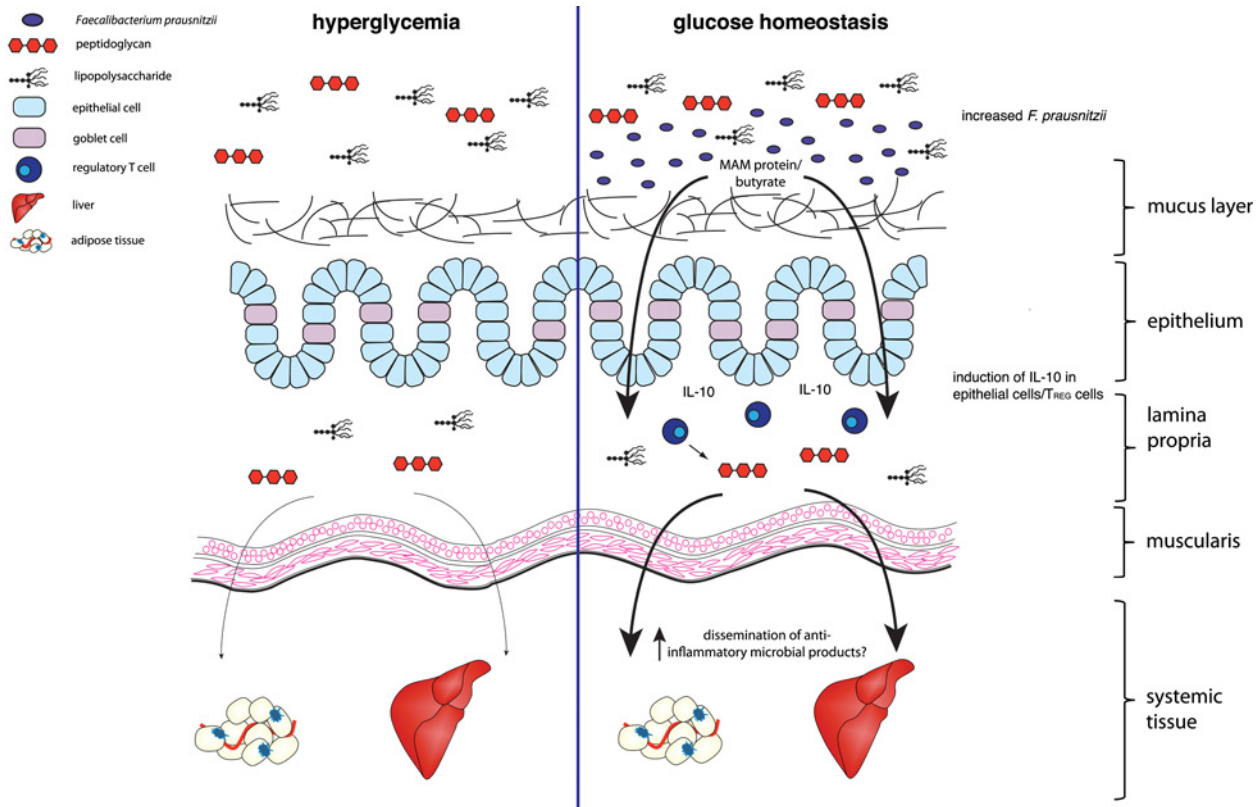 Faecalibacterium prausnitzii
peptidoglycan
lipopolysaccharide
epithelial cell
goblet cell
regulatory T cell
liver
adipose tissue
hyperglycemia
glucose homeostasis
increased F. prausnitzii
MAM protein/
butyrate
mucus layer
epithelium
IL-10
IL-10
induction of IL-10 in
epithelial cells/TREG cells
lamina
propria
muscularis
dissemination of anti-
inflammatory microbial products?
systemic
tissue